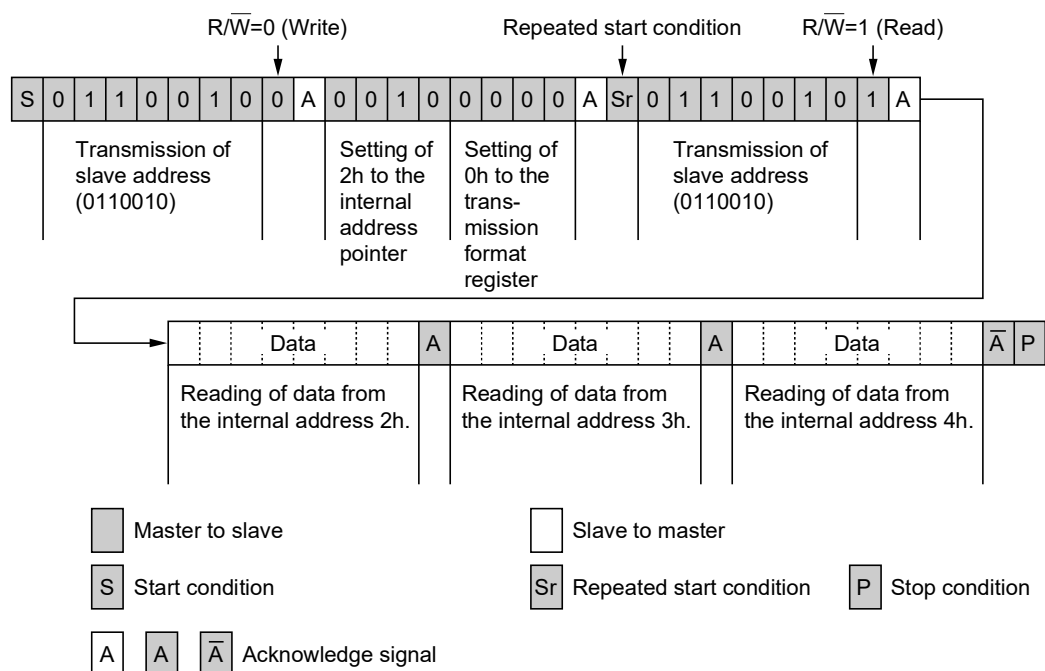 R/W̅=0 (Write) Repeated start condition R/W̅=1 (Read)
S 0 1 1 0 0 1 0 0 A 0 0 1 0 0 0 0 0 A Sr 0 1 1 0 0 1 0 1 A
Transmission of
slave address
(0110010)
Setting of
2h to the
internal
address
pointer
Setting of
0h to the
trans-
mission
format
register
Transmission of
slave address
(0110010)
Data A Data A Data A̅ P
Reading of data from
the internal address 2h.
Reading of data from
the internal address 3h.
Reading of data from
the internal address 4h.
Master to slave
Slave to master
S Start condition
Sr Repeated start condition
P Stop condition
A A A̅ Acknowledge signal